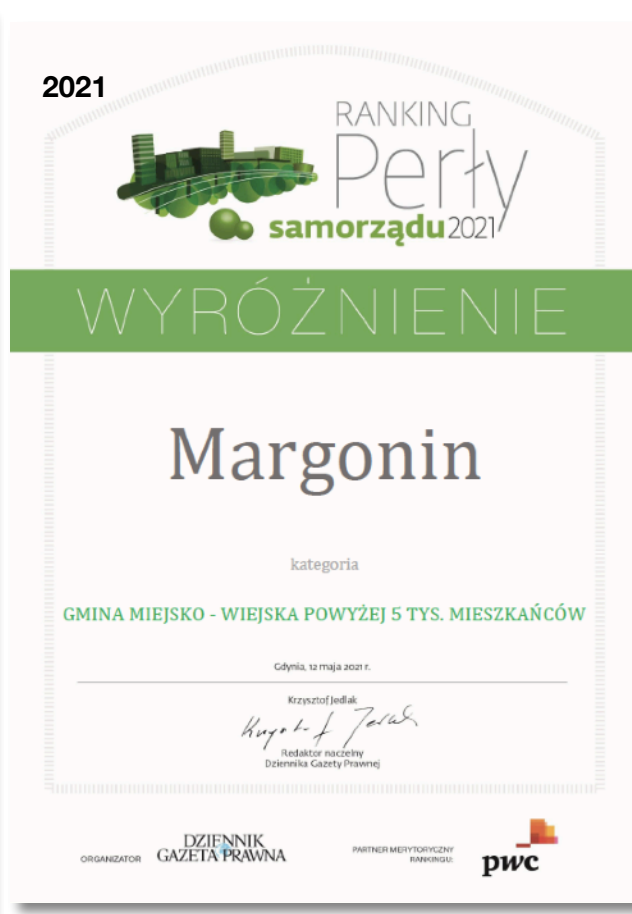 2021
RANKING
Perły
samorządu2021
WYRÓŻNIENIE
Margonin
kategoria
GMINA MIEJSKO - WIEJSKA POWYŻEJ 5 TYS. MIESZKAŃCÓW
Gdynia, 12 maja 2021 r.
Krzysztof Jedlak
Redaktor naczelny
Dziennika Gazety Prawnej
ORGANIZATOR
DZIENNIK
GAZETA PRAWNA
PARTNER MERYTORYCZNY
RANKINGU:
pwc